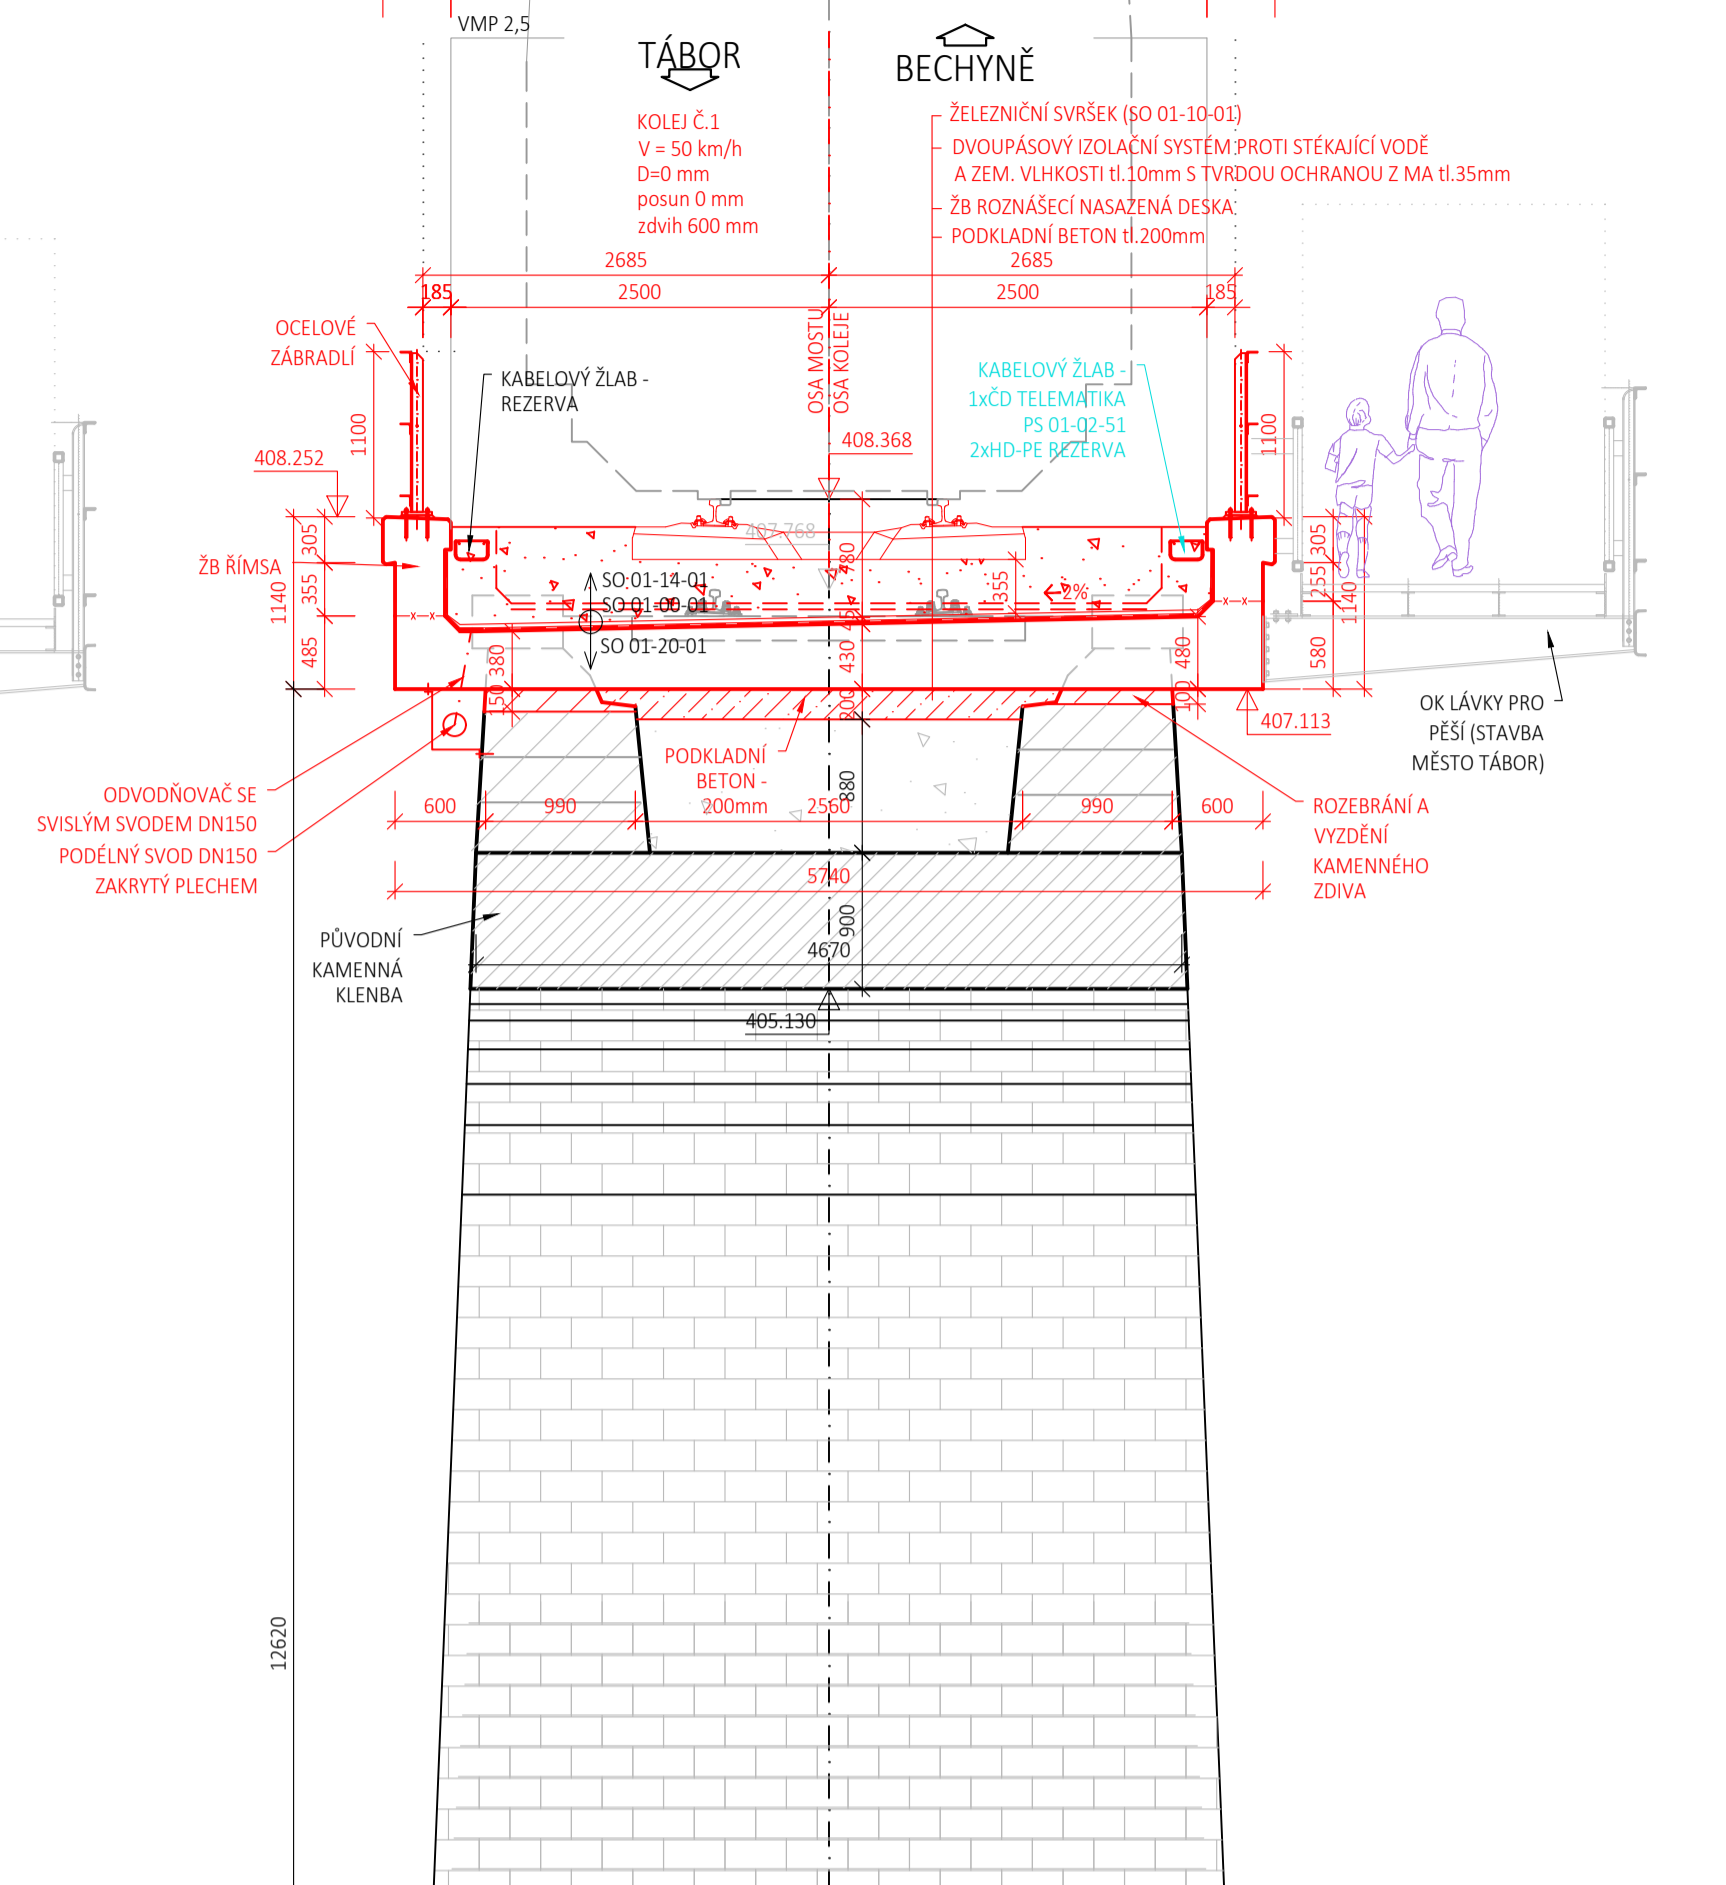 VMP 2,5
TÁBOR
BECHYNĚ
KOLEJ Č.1
V = 50 km/h
D=0 mm
posun 0 mm
zdvih 600 mm
ŽELEZNIČNÍ SVRŠEK (SO 01-10-01)
DVOUPÁSOVÝ IZOLAČNÍ SYSTÉM PROTI STÉKAJÍCÍ VODĚ
A ZEM. VLHKOSTI tl.10mm S TVRDOU OCHRANOU Z MA tl.35mm
ŽB ROZNÁŠECÍ NASAZENÁ DESKA
PODKLADNÍ BETON tl.200mm
2685
2685
185
2500
2500
185
OSA MOSTU
OSA KOLEJE
OCELOVÉ
ZÁBRADLÍ
KABELOVÝ ŽLAB -
REZERVA
KABELOVÝ ŽLAB -
1xČD TELEMATIKA
PS 01-02-51
2xHD-PE REZERVA
1100
1100
408.252
408.368
407.768
ŽB ŘÍMSA
305
355
1140
485
SO 01-14-01
SO 01-00-01
SO 01-20-01
780
45
430
200
355
2%
305
255
1140
580
380
150
480
100
407.113
OK LÁVKY PRO
PĚŠÍ (STAVBA
MĚSTO TÁBOR)
PODKLADNÍ
BETON -
200mm
ODVODŇOVAČ SE
SVISLÝM SVODEM DN150
PODÉLNÝ SVOD DN150
ZAKRYTÝ PLECHEM
600
990
2560
990
600
880
ROZEBRÁNÍ A
VYZDĚNÍ
KAMENNÉHO
ZDIVA
5740
900
4670
PŮVODNÍ
KAMENNÁ
KLENBA
405.130
12620